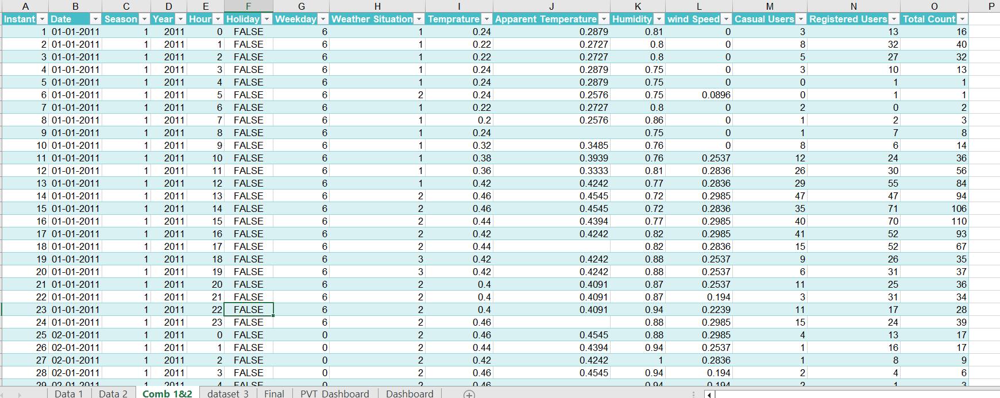 A B C D E F G H I J K L M N O P
Instant Date Season Year Hour Holiday Weekday Weather Situation Temprature Apparent Temperature Humidity wind Speed Casual Users Registered Users Total Count
1 01-01-2011 1 2011 0 FALSE 6 1 0.24 0.2879 0.81 0 3 13 16
2 01-01-2011 1 2011 1 FALSE 6 1 0.22 0.2727 0.8 0 8 32 40
3 01-01-2011 1 2011 2 FALSE 6 1 0.22 0.2727 0.8 0 5 27 32
4 01-01-2011 1 2011 3 FALSE 6 1 0.24 0.2879 0.75 0 3 10 13
5 01-01-2011 1 2011 4 FALSE 6 1 0.24 0.2879 0.75 0 0 1 1
6 01-01-2011 1 2011 5 FALSE 6 2 0.24 0.2576 0.75 0.0896 0 1 1
7 01-01-2011 1 2011 6 FALSE 6 1 0.22 0.2727 0.8 0 2 0 2
8 01-01-2011 1 2011 7 FALSE 6 1 0.2 0.2576 0.86 0 1 2 3
9 01-01-2011 1 2011 8 FALSE 6 1 0.24 0.75 0 1 7 8
10 01-01-2011 1 2011 9 FALSE 6 1 0.32 0.3485 0.76 0 8 6 14
11 01-01-2011 1 2011 10 FALSE 6 1 0.38 0.3939 0.76 0.2537 12 24 36
12 01-01-2011 1 2011 11 FALSE 6 1 0.36 0.3333 0.81 0.2836 26 30 56
13 01-01-2011 1 2011 12 FALSE 6 1 0.42 0.4242 0.77 0.2836 29 55 84
14 01-01-2011 1 2011 13 FALSE 6 2 0.46 0.4545 0.72 0.2985 47 47 94
15 01-01-2011 1 2011 14 FALSE 6 2 0.46 0.4545 0.72 0.2836 35 71 106
16 01-01-2011 1 2011 15 FALSE 6 2 0.44 0.4394 0.77 0.2985 40 70 110
17 01-01-2011 1 2011 16 FALSE 6 2 0.42 0.4242 0.82 0.2985 41 52 93
18 01-01-2011 1 2011 17 FALSE 6 2 0.44 0.82 0.2836 15 52 67
19 01-01-2011 1 2011 18 FALSE 6 3 0.42 0.4242 0.88 0.2537 9 26 35
20 01-01-2011 1 2011 19 FALSE 6 3 0.42 0.4242 0.88 0.2537 6 31 37
21 01-01-2011 1 2011 20 FALSE 6 2 0.4 0.4091 0.87 0.2537 11 25 36
22 01-01-2011 1 2011 21 FALSE 6 2 0.4 0.4091 0.87 0.194 3 31 34
23 01-01-2011 1 2011 22 FALSE 6 2 0.4 0.4091 0.94 0.2239 11 17 28
24 01-01-2011 1 2011 23 FALSE 6 2 0.46 0.88 0.2985 15 24 39
25 02-01-2011 1 2011 0 FALSE 0 2 0.46 0.4545 0.88 0.2985 4 13 17
26 02-01-2011 1 2011 1 FALSE 0 2 0.44 0.4394 0.94 0.2537 1 16 17
27 02-01-2011 1 2011 2 FALSE 0 2 0.42 0.4242 1 0.2836 1 8 9
28 02-01-2011 1 2011 3 FALSE 0 2 0.46 0.4545 0.94 0.194 2 4 6
29 02-01-2011 1 2011 4 FALSE 0 2 0.46 0.94 0.194 2 1 3
Data 1 Data 2 Comb 1&2 dataset 3 Final PVT Dashboard Dashboard